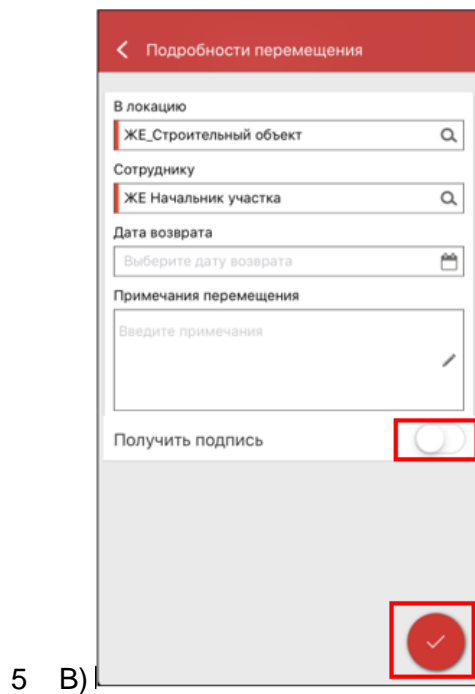 Подробности перемещения
В локацию
ЖЕ_Строительный объект
Сотруднику
ЖЕ Начальник участка
Дата возврата
Выберите дату возврата
Примечания перемещения
Введите примечания
Получить подпись
5 В)